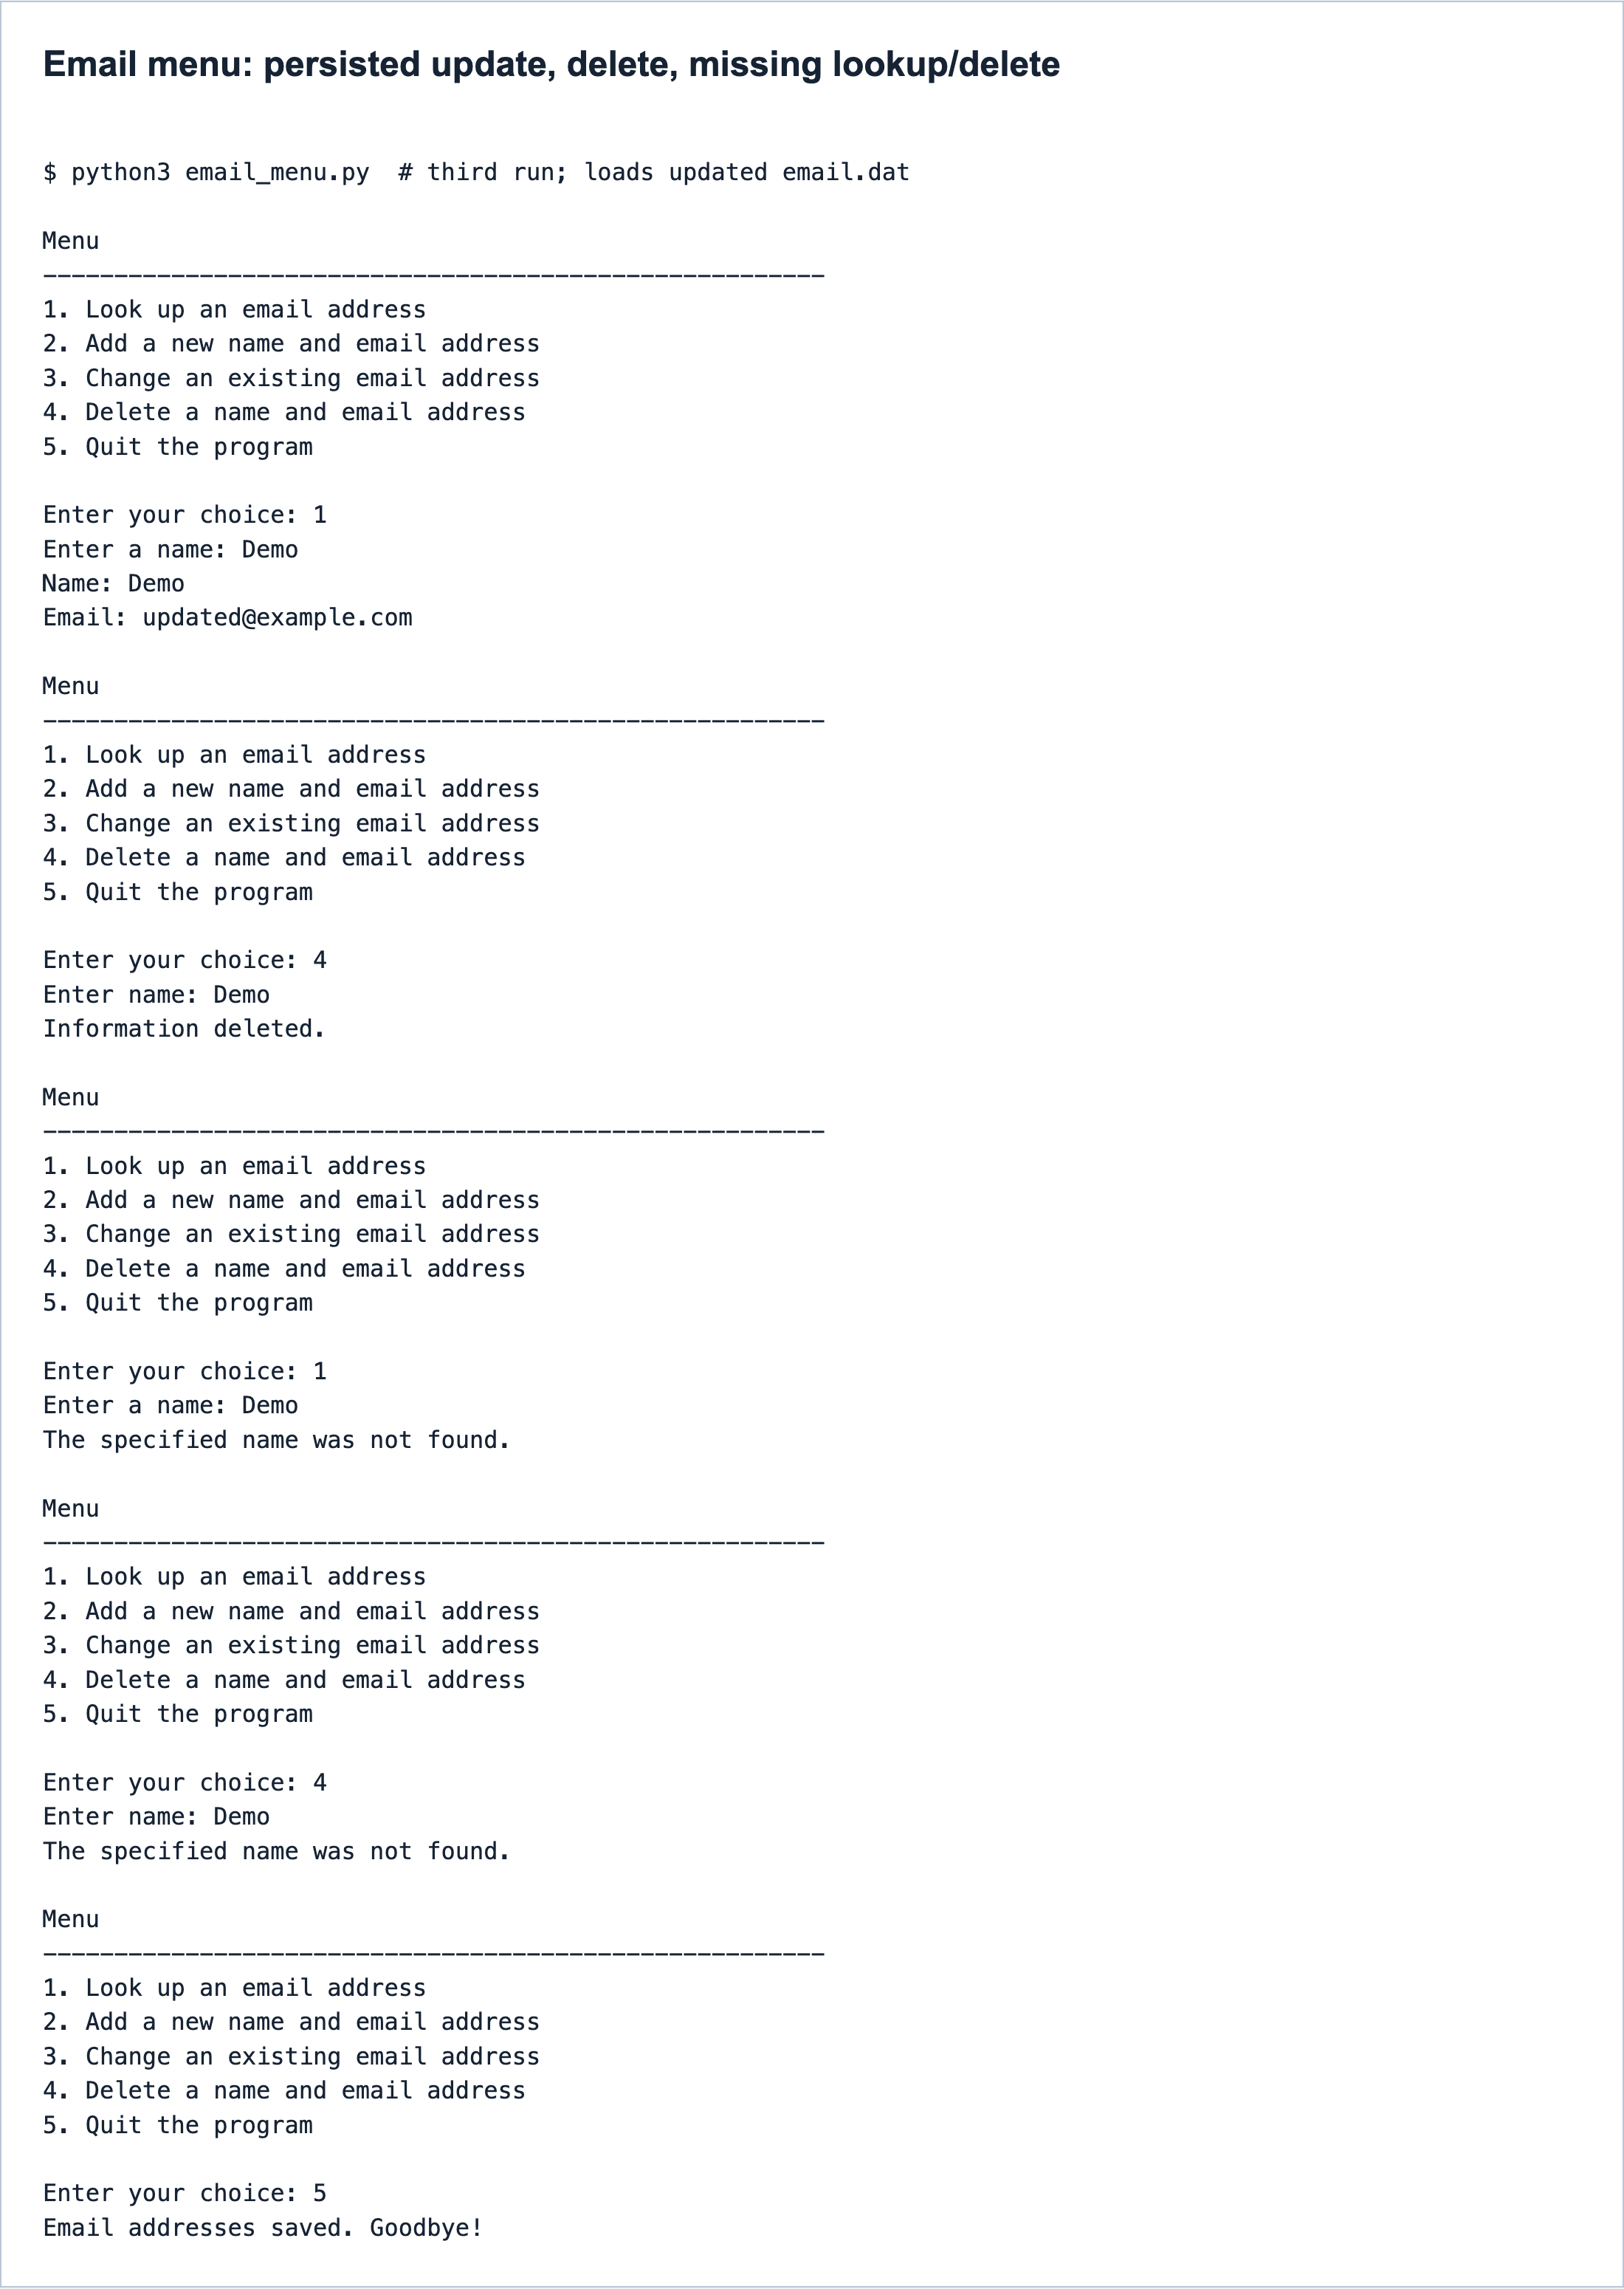 Email menu: persisted update, delete, missing lookup/delete
$ python3 email_menu.py  # third run; loads updated email.dat
Menu
-------------------------------------------------------
1. Look up an email address
2. Add a new name and email address
3. Change an existing email address
4. Delete a name and email address
5. Quit the program
Enter your choice: 1
Enter a name: Demo
Name: Demo
Email: updated@example.com
Menu
-------------------------------------------------------
1. Look up an email address
2. Add a new name and email address
3. Change an existing email address
4. Delete a name and email address
5. Quit the program
Enter your choice: 4
Enter name: Demo
Information deleted.
Menu
-------------------------------------------------------
1. Look up an email address
2. Add a new name and email address
3. Change an existing email address
4. Delete a name and email address
5. Quit the program
Enter your choice: 1
Enter a name: Demo
The specified name was not found.
Menu
-------------------------------------------------------
1. Look up an email address
2. Add a new name and email address
3. Change an existing email address
4. Delete a name and email address
5. Quit the program
Enter your choice: 4
Enter name: Demo
The specified name was not found.
Menu
-------------------------------------------------------
1. Look up an email address
2. Add a new name and email address
3. Change an existing email address
4. Delete a name and email address
5. Quit the program
Enter your choice: 5
Email addresses saved. Goodbye!